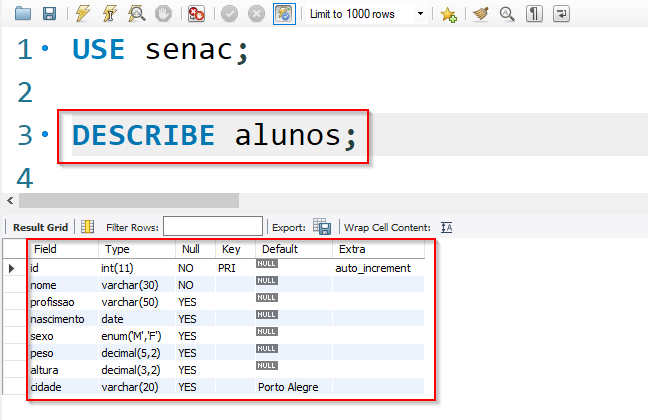 Limit to 1000 rows
1 USE senac;
2
3 DESCRIBE alunos;
4
Result Grid Filter Rows: Export: Wrap Cell Content: IA
Field Type Null Key Default Extra
id int(11) NO PRI NULL auto_increment
nome varchar(30) NO NULL
profissao varchar(50) YES NULL
nascimento date YES NULL
sexo enum('M','F') YES NULL
peso decimal(5,2) YES NULL
altura decimal(3,2) YES NULL
cidade varchar(20) YES Porto Alegre